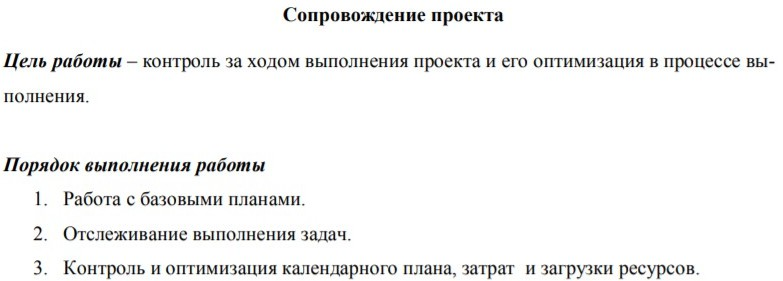 Сопровождение проекта
Цель работы – контроль за ходом выполнения проекта и его оптимизация в процессе вы-
полнения.
Порядок выполнения работы
1. Работа с базовыми планами.
2. Отслеживание выполнения задач.
3. Контроль и оптимизация календарного плана, затрат и загрузки ресурсов.